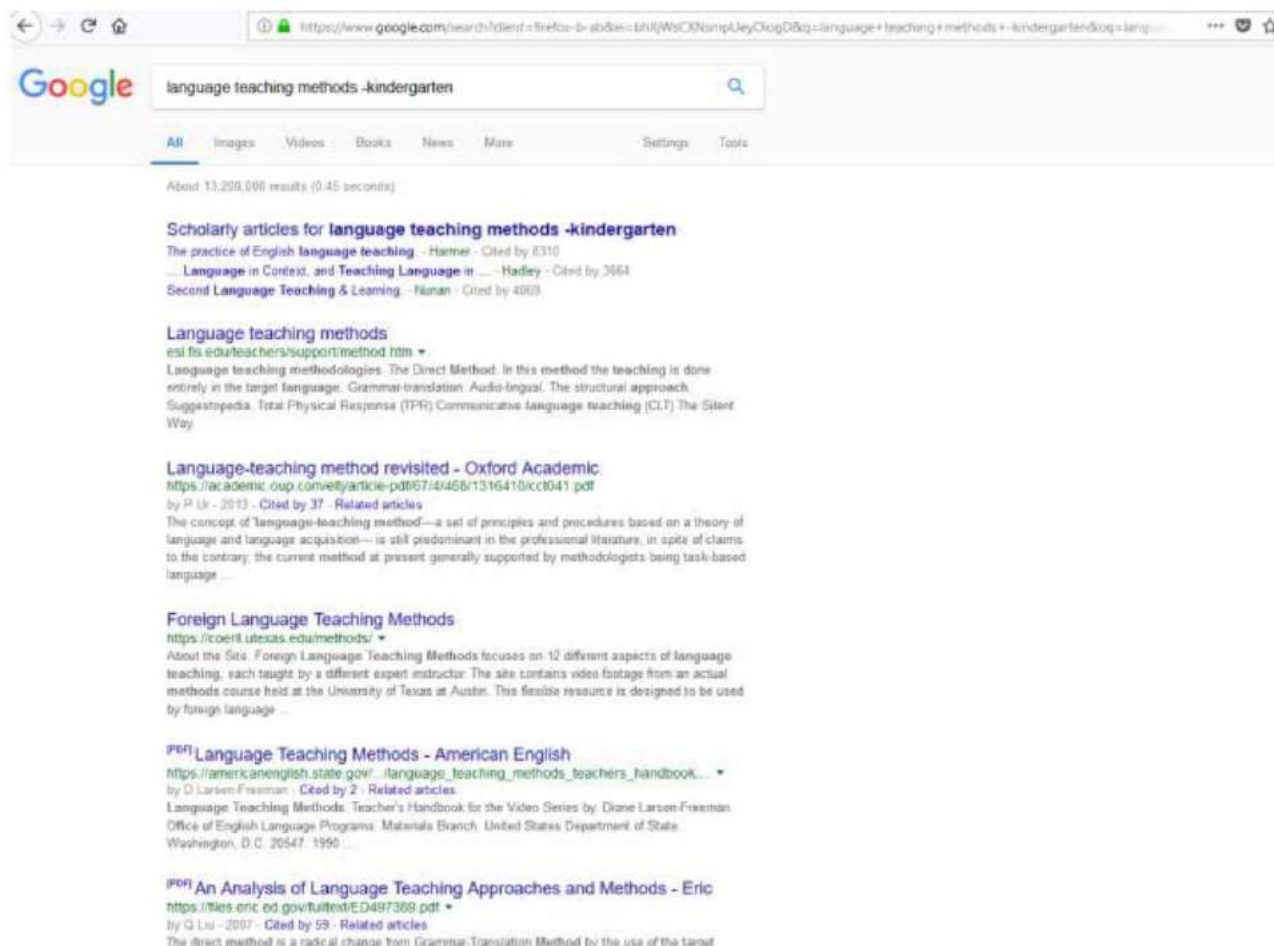 https://www.google.com/search?client=firefox-b-ab&ei=
language+teaching+methods+-kindergarten&oq=langu
Google
language teaching methods -kindergarten
All Images Videos Books News More Settings Tools
About 13,200,000 results (0.45 seconds)
Scholarly articles for language teaching methods -kindergarten
The practice of English language teaching. - Harmer - Cited by 8310
... Language in Context, and Teaching Language in ... - Hadley - Cited by 3664
Second Language Teaching & Learning. - Nunan - Cited by 4069
Language teaching methods
esl.fis.edu/teachers/support/method.htm
Language teaching methodologies. The Direct Method. In this method the teaching is done
entirely in the target language. Grammar-translation. Audio-lingual. The structural approach.
Suggestopedia. Total Physical Response (TPR) Communicative language teaching (CLT) The Silent
Way.
Language-teaching method revisited - Oxford Academic
https://academic.oup.com/eltj/article-pdf/67/4/468/1316410/cct041.pdf
by P Ur - 2013 - Cited by 37 - Related articles
The concept of 'language-teaching method'—a set of principles and procedures based on a theory of
language and language acquisition— is still predominant in the professional literature, in spite of claims
to the contrary, the current method at present generally supported by methodologists being task-based
language ...
Foreign Language Teaching Methods
https://coerll.utexas.edu/methods/
About the Site. Foreign Language Teaching Methods focuses on 12 different aspects of language
teaching, each taught by a different expert instructor. The site contains video footage from an actual
methods course held at the University of Texas at Austin. This flexible resource is designed to be used
by foreign language ...
[PDF] Language Teaching Methods - American English
https://americanenglish.state.gov/.../language_teaching_methods_teachers_handbook....
by D Larsen-Freeman - Cited by 2 - Related articles
Language Teaching Methods. Teacher's Handbook for the Video Series by. Diane Larsen-Freeman.
Office of English Language Programs. Materials Branch. United States Department of State.
Washington, D.C. 20547. 1990 ...
[PDF] An Analysis of Language Teaching Approaches and Methods - Eric
https://files.eric.ed.gov/fulltext/ED497389.pdf
by Q Liu - 2007 - Cited by 59 - Related articles
The direct method is a radical change from Grammar-Translation Method by the use of the target